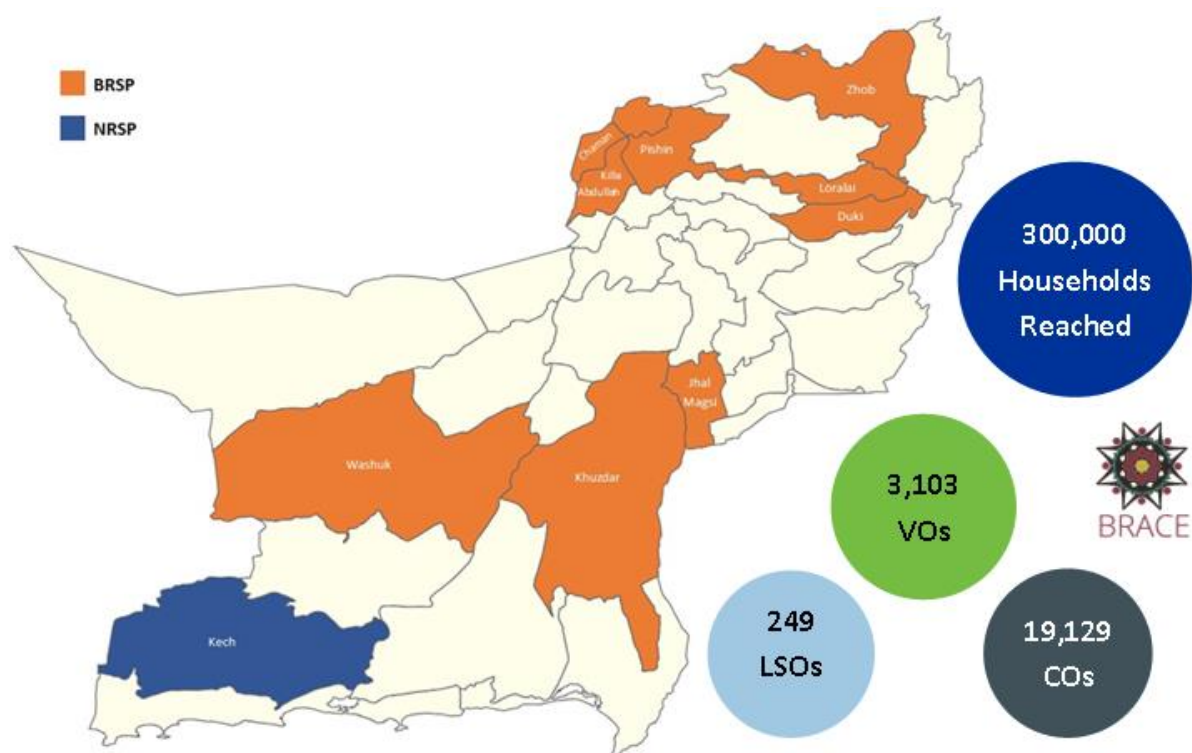 BRSP
NRSP
Zhob
Chaman
Pishin
Killa
Abdullah
Loralai
Duki
300,000
Households
Reached
Jhal
Magsi
Washuk
Khuzdar
3,103
VOs
BRACE
Kech
249
LSOs
19,129
COs